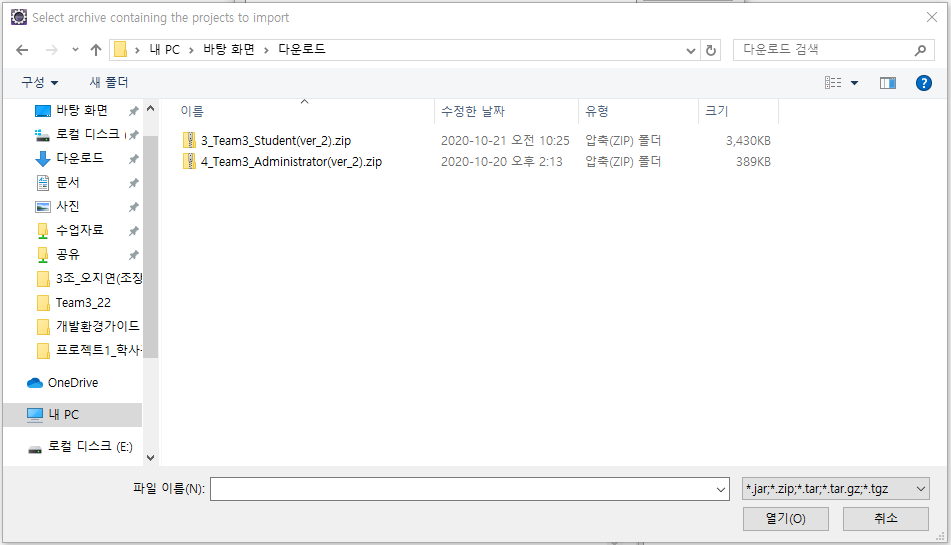 Select archive containing the projects to import
내 PC > 바탕 화면 > 다운로드
다운로드 검색
구성
새 폴더
바탕 화면
로컬 디스크 (
다운로드
문서
사진
수업자료
공유
3조_오지연(조장
Team3_22
개발환경가이드
프로젝트1_학사
OneDrive
내 PC
로컬 디스크 (E:)
이름 수정한 날짜 유형 크기
3_Team3_Student(ver_2).zip 2020-10-21 오전 10:25 압축(ZIP) 폴더 3,430KB
4_Team3_Administrator(ver_2).zip 2020-10-20 오후 2:13 압축(ZIP) 폴더 389KB
파일 이름(N):
*.jar;*.zip;*.tar;*.tar.gz;*.tgz
열기(O)
취소